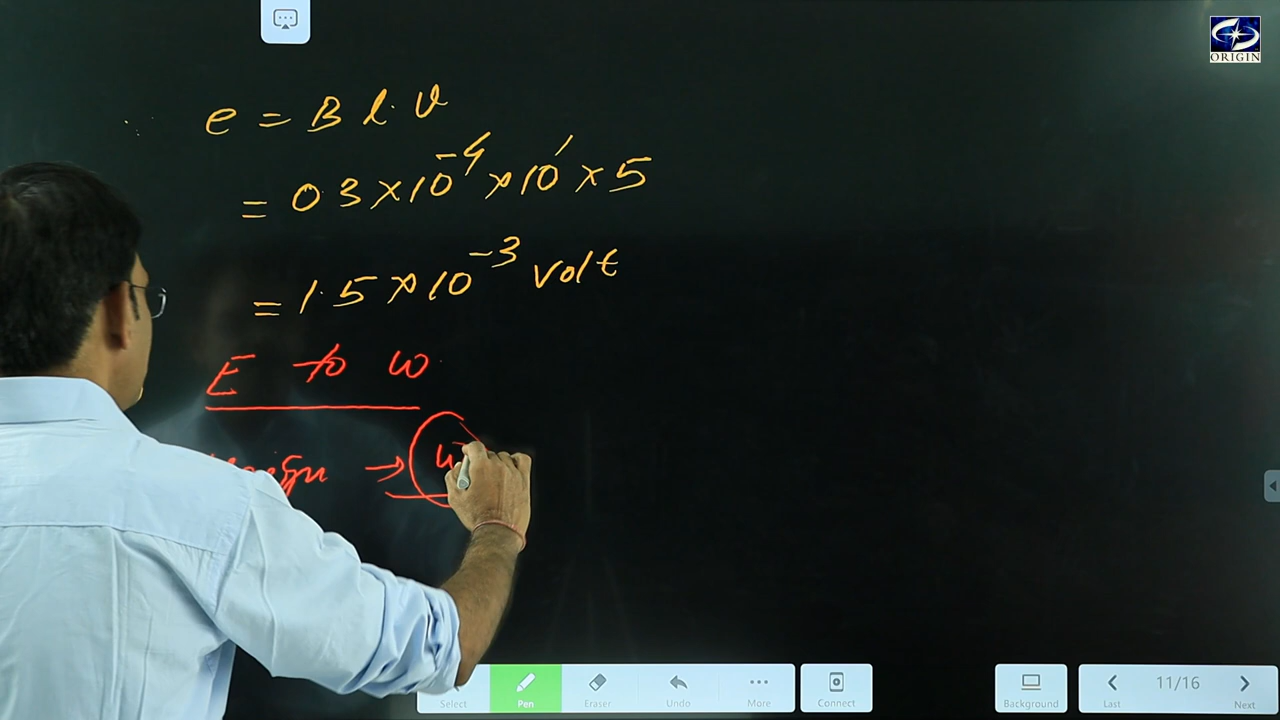 ORIGIN
e = B l. v
= 0.3 × 10⁻⁴ × 10¹ × 5
= 1.5 × 10⁻³ volt
E to W
→
Select Pen Eraser Undo More Connect Background Last 11/16 Next